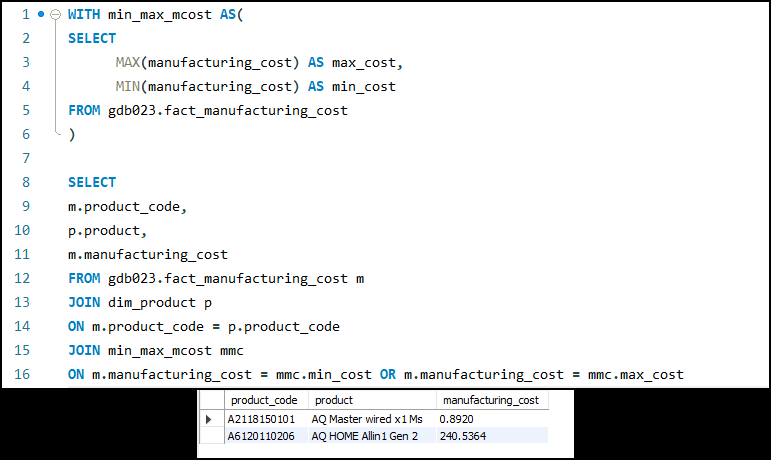 1 WITH min_max_mcost AS(
2 SELECT
3 MAX(manufacturing_cost) AS max_cost,
4 MIN(manufacturing_cost) AS min_cost
5 FROM gdb023.fact_manufacturing_cost
6 )
7
8 SELECT
9 m.product_code,
10 p.product,
11 m.manufacturing_cost
12 FROM gdb023.fact_manufacturing_cost m
13 JOIN dim_product p
14 ON m.product_code = p.product_code
15 JOIN min_max_mcost mmc
16 ON m.manufacturing_cost = mmc.min_cost OR m.manufacturing_cost = mmc.max_cost
product_code product manufacturing_cost
A2118150101 AQ Master wired x1 Ms 0.8920
A6120110206 AQ HOME Allin1 Gen 2 240.5364